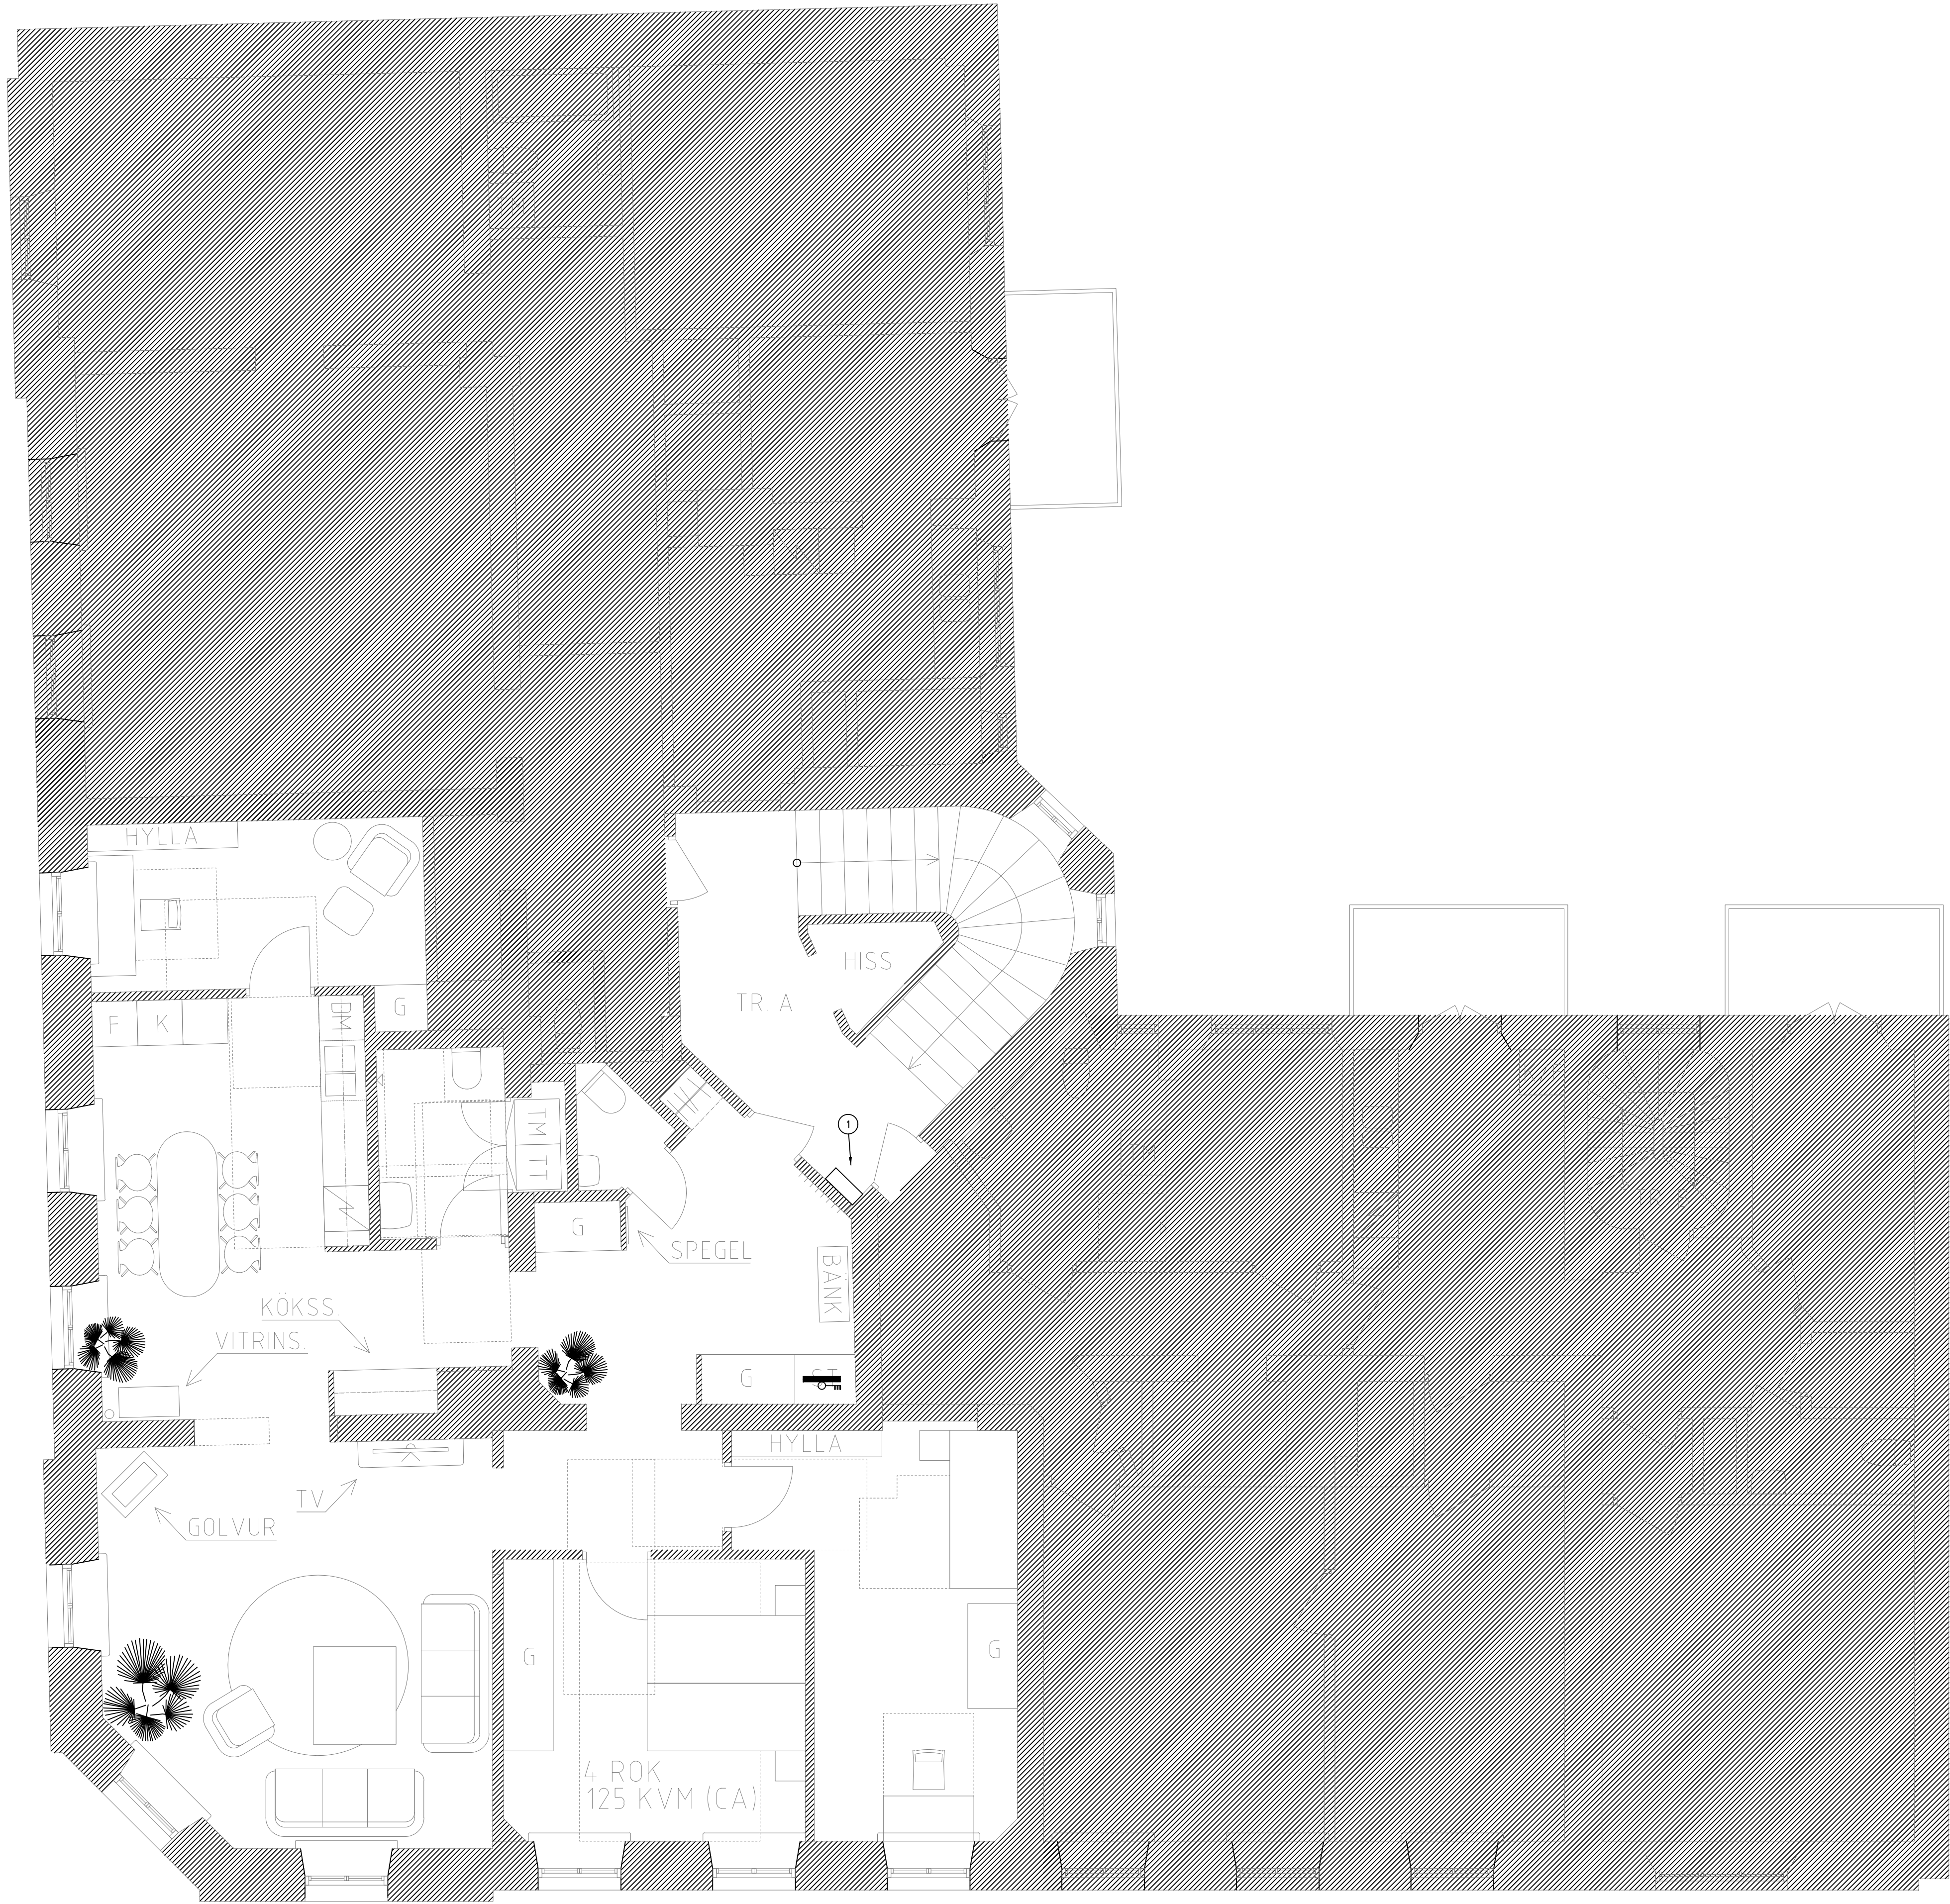 HYLLA
HISS
TR. A
G
DM
F K
TM
TT
1
G
SPEGEL
BÄNK
KÖKSS.
VITRINS.
G ST
HYLLA
TV
GOLVUR
G
G
4 ROK
125 KVM (CA)